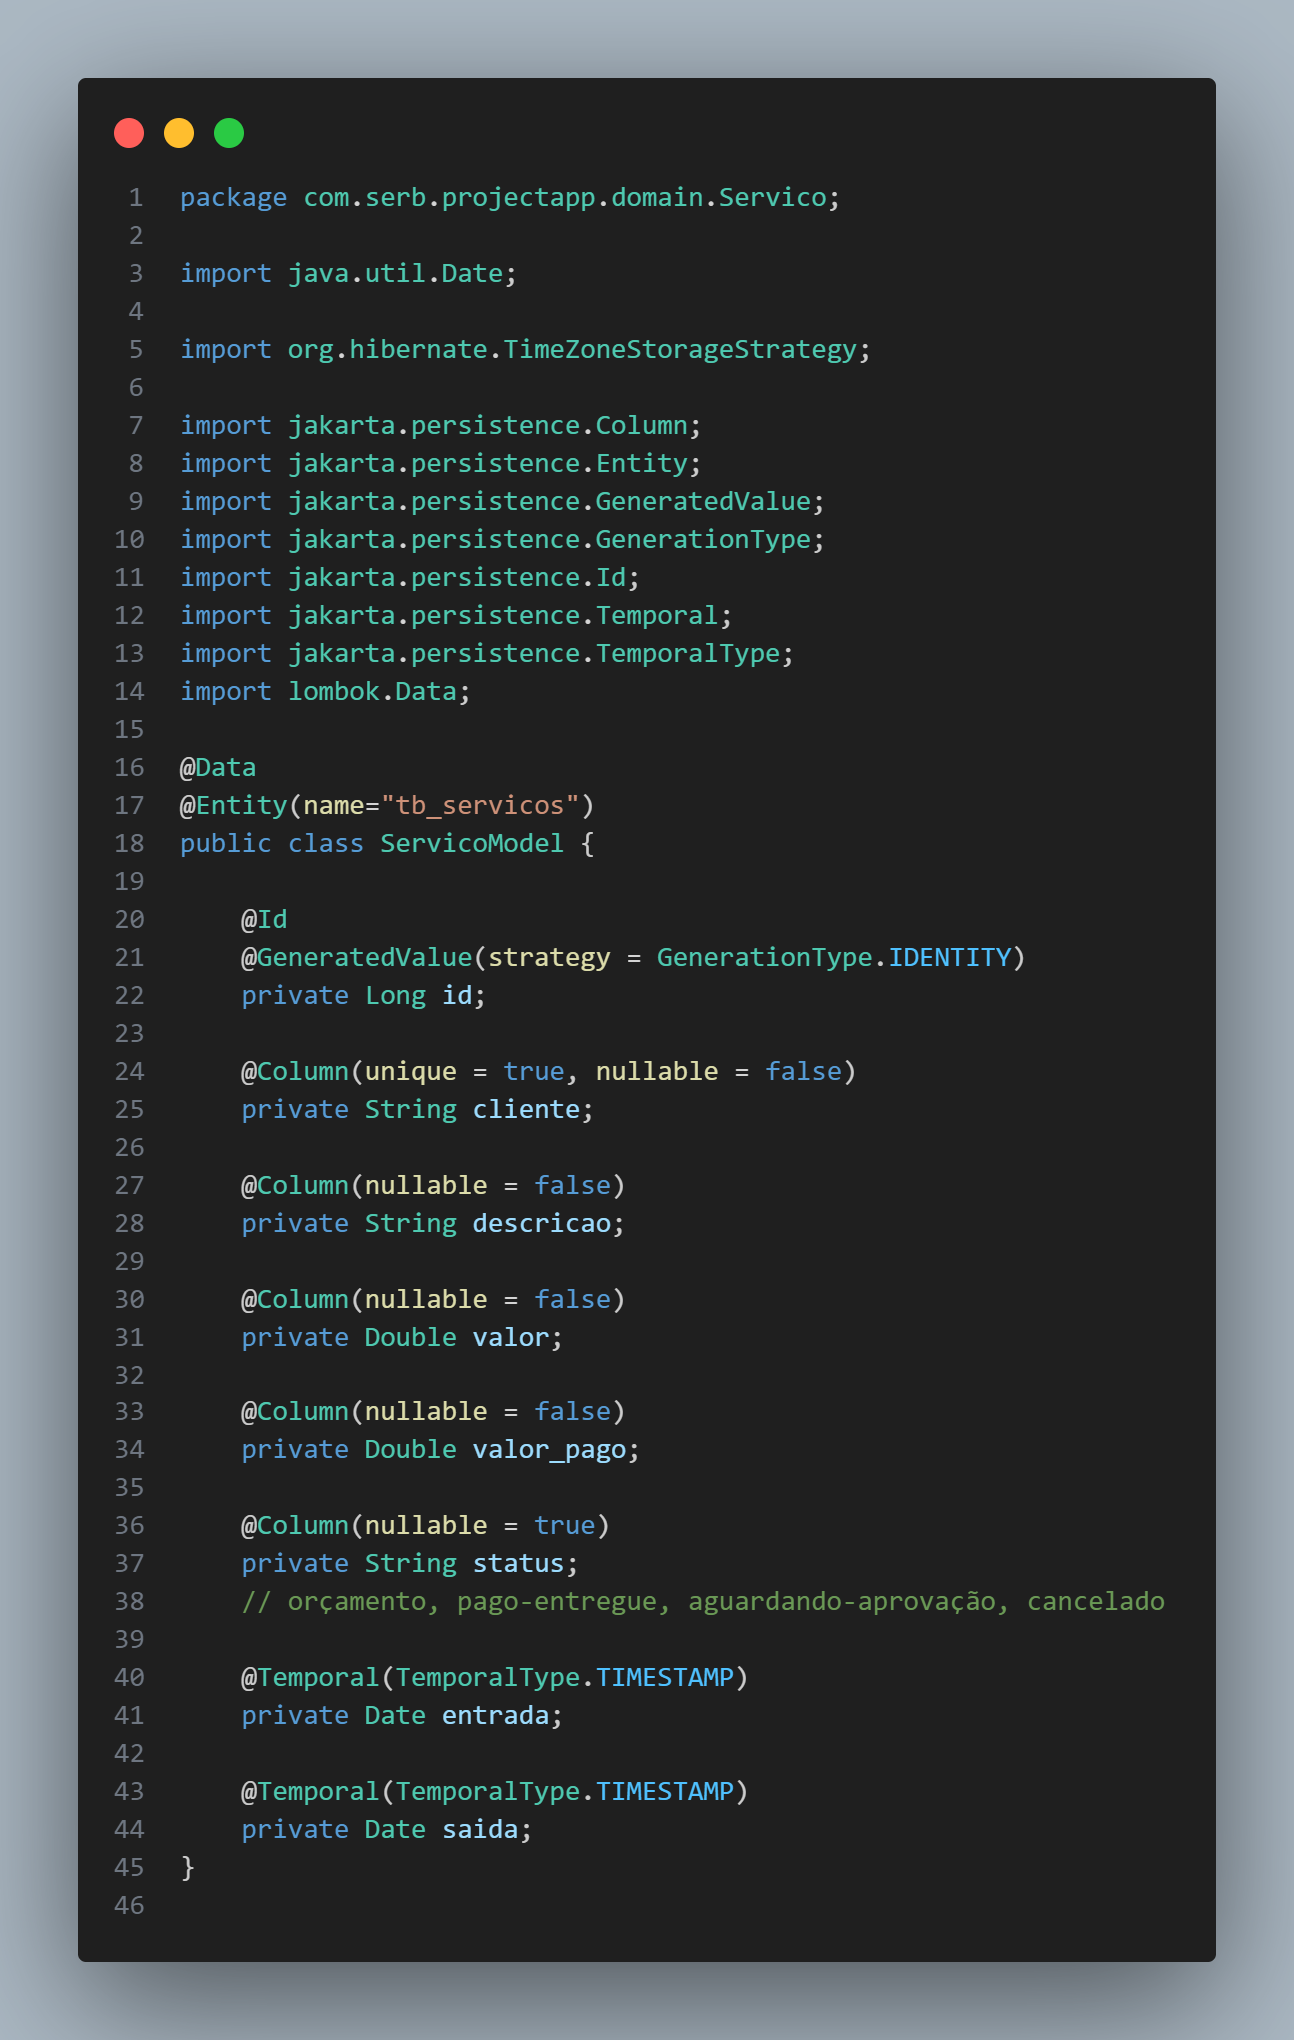 1 package com.serb.projectapp.domain.Servico;
2
3 import java.util.Date;
4
5 import org.hibernate.TimeZoneStorageStrategy;
6
7 import jakarta.persistence.Column;
8 import jakarta.persistence.Entity;
9 import jakarta.persistence.GeneratedValue;
10 import jakarta.persistence.GenerationType;
11 import jakarta.persistence.Id;
12 import jakarta.persistence.Temporal;
13 import jakarta.persistence.TemporalType;
14 import lombok.Data;
15
16 @Data
17 @Entity(name="tb_servicos")
18 public class ServicoModel {
19
20     @Id
21     @GeneratedValue(strategy = GenerationType.IDENTITY)
22     private Long id;
23
24     @Column(unique = true, nullable = false)
25     private String cliente;
26
27     @Column(nullable = false)
28     private String descricao;
29
30     @Column(nullable = false)
31     private Double valor;
32
33     @Column(nullable = false)
34     private Double valor_pago;
35
36     @Column(nullable = true)
37     private String status;
38     // orçamento, pago-entregue, aguardando-aprovação, cancelado
39
40     @Temporal(TemporalType.TIMESTAMP)
41     private Date entrada;
42
43     @Temporal(TemporalType.TIMESTAMP)
44     private Date saida;
45 }
46